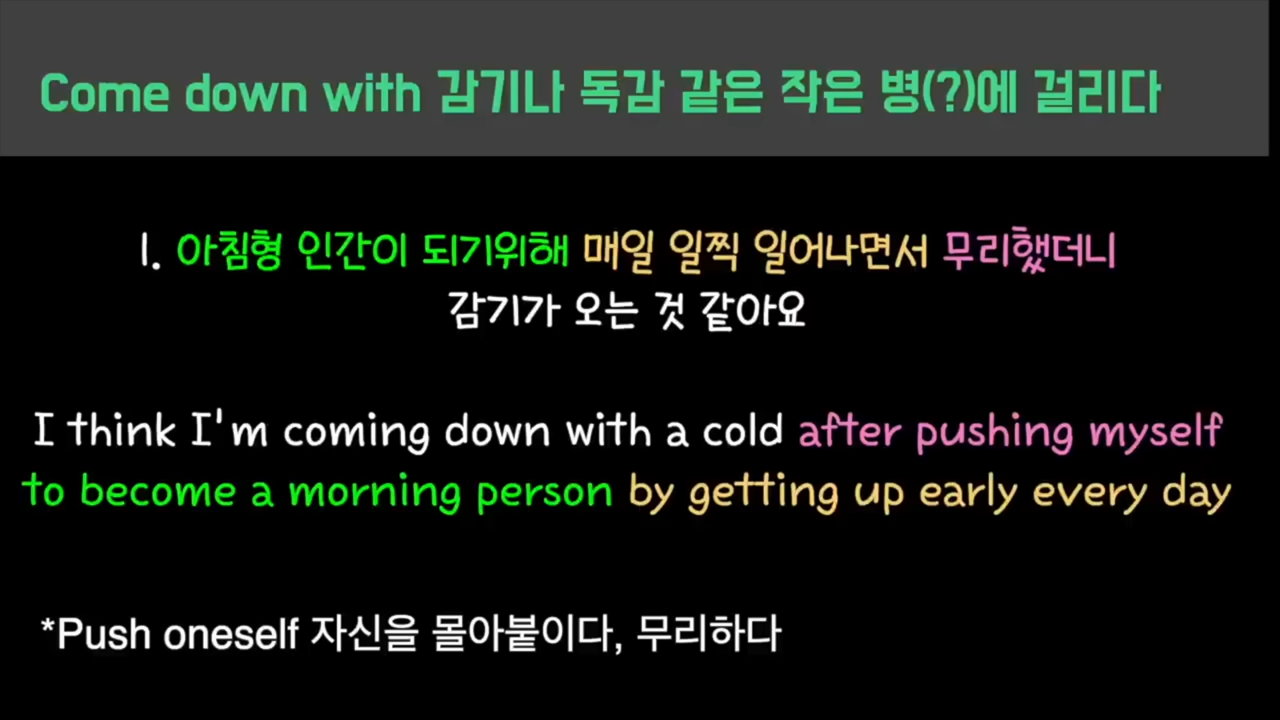 Come down with 감기나 독감 같은 작은 병(?)에 걸리다
1. 아침형 인간이 되기위해 매일 일찍 일어나면서 무리했더니
감기가 오는 것 같아요
I think I'm coming down with a cold after pushing myself
to become a morning person by getting up early every day
*Push oneself 자신을 몰아붙이다, 무리하다